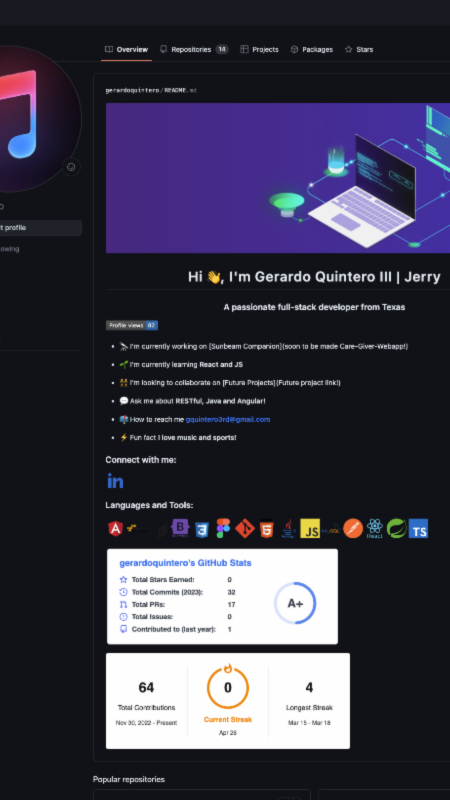 Overview Repositories 14 Projects Packages Stars
gerardoquintero/README.md
t profile
owing
Hi 👋, I'm Gerardo Quintero III | Jerry
A passionate full-stack developer from Texas
Profile views 82
I'm currently working on [Sunbeam Companion](soon to be made Care-Giver-Webapp!)
🌱 I'm currently learning React and JS
👯 I'm looking to collaborate on [Future Projects](Future project link!)
💬 Ask me about RESTful, Java and Angular!
📫 How to reach me gquintero3rd@gmail.com
⚡ Fun fact I love music and sports!
Connect with me:
in
Languages and Tools:
A B 3 5 JS TS
gerardoquintero's GitHub Stats
Total Stars Earned: 0
Total Commits (2023): 32
Total PRs: 17
Total Issues: 0
Contributed to (last year): 1
A+
64
Total Contributions
Nov 30, 2022 - Present
0
Current Streak
Apr 28
4
Longest Streak
Mar 15 - Mar 18
Popular repositories